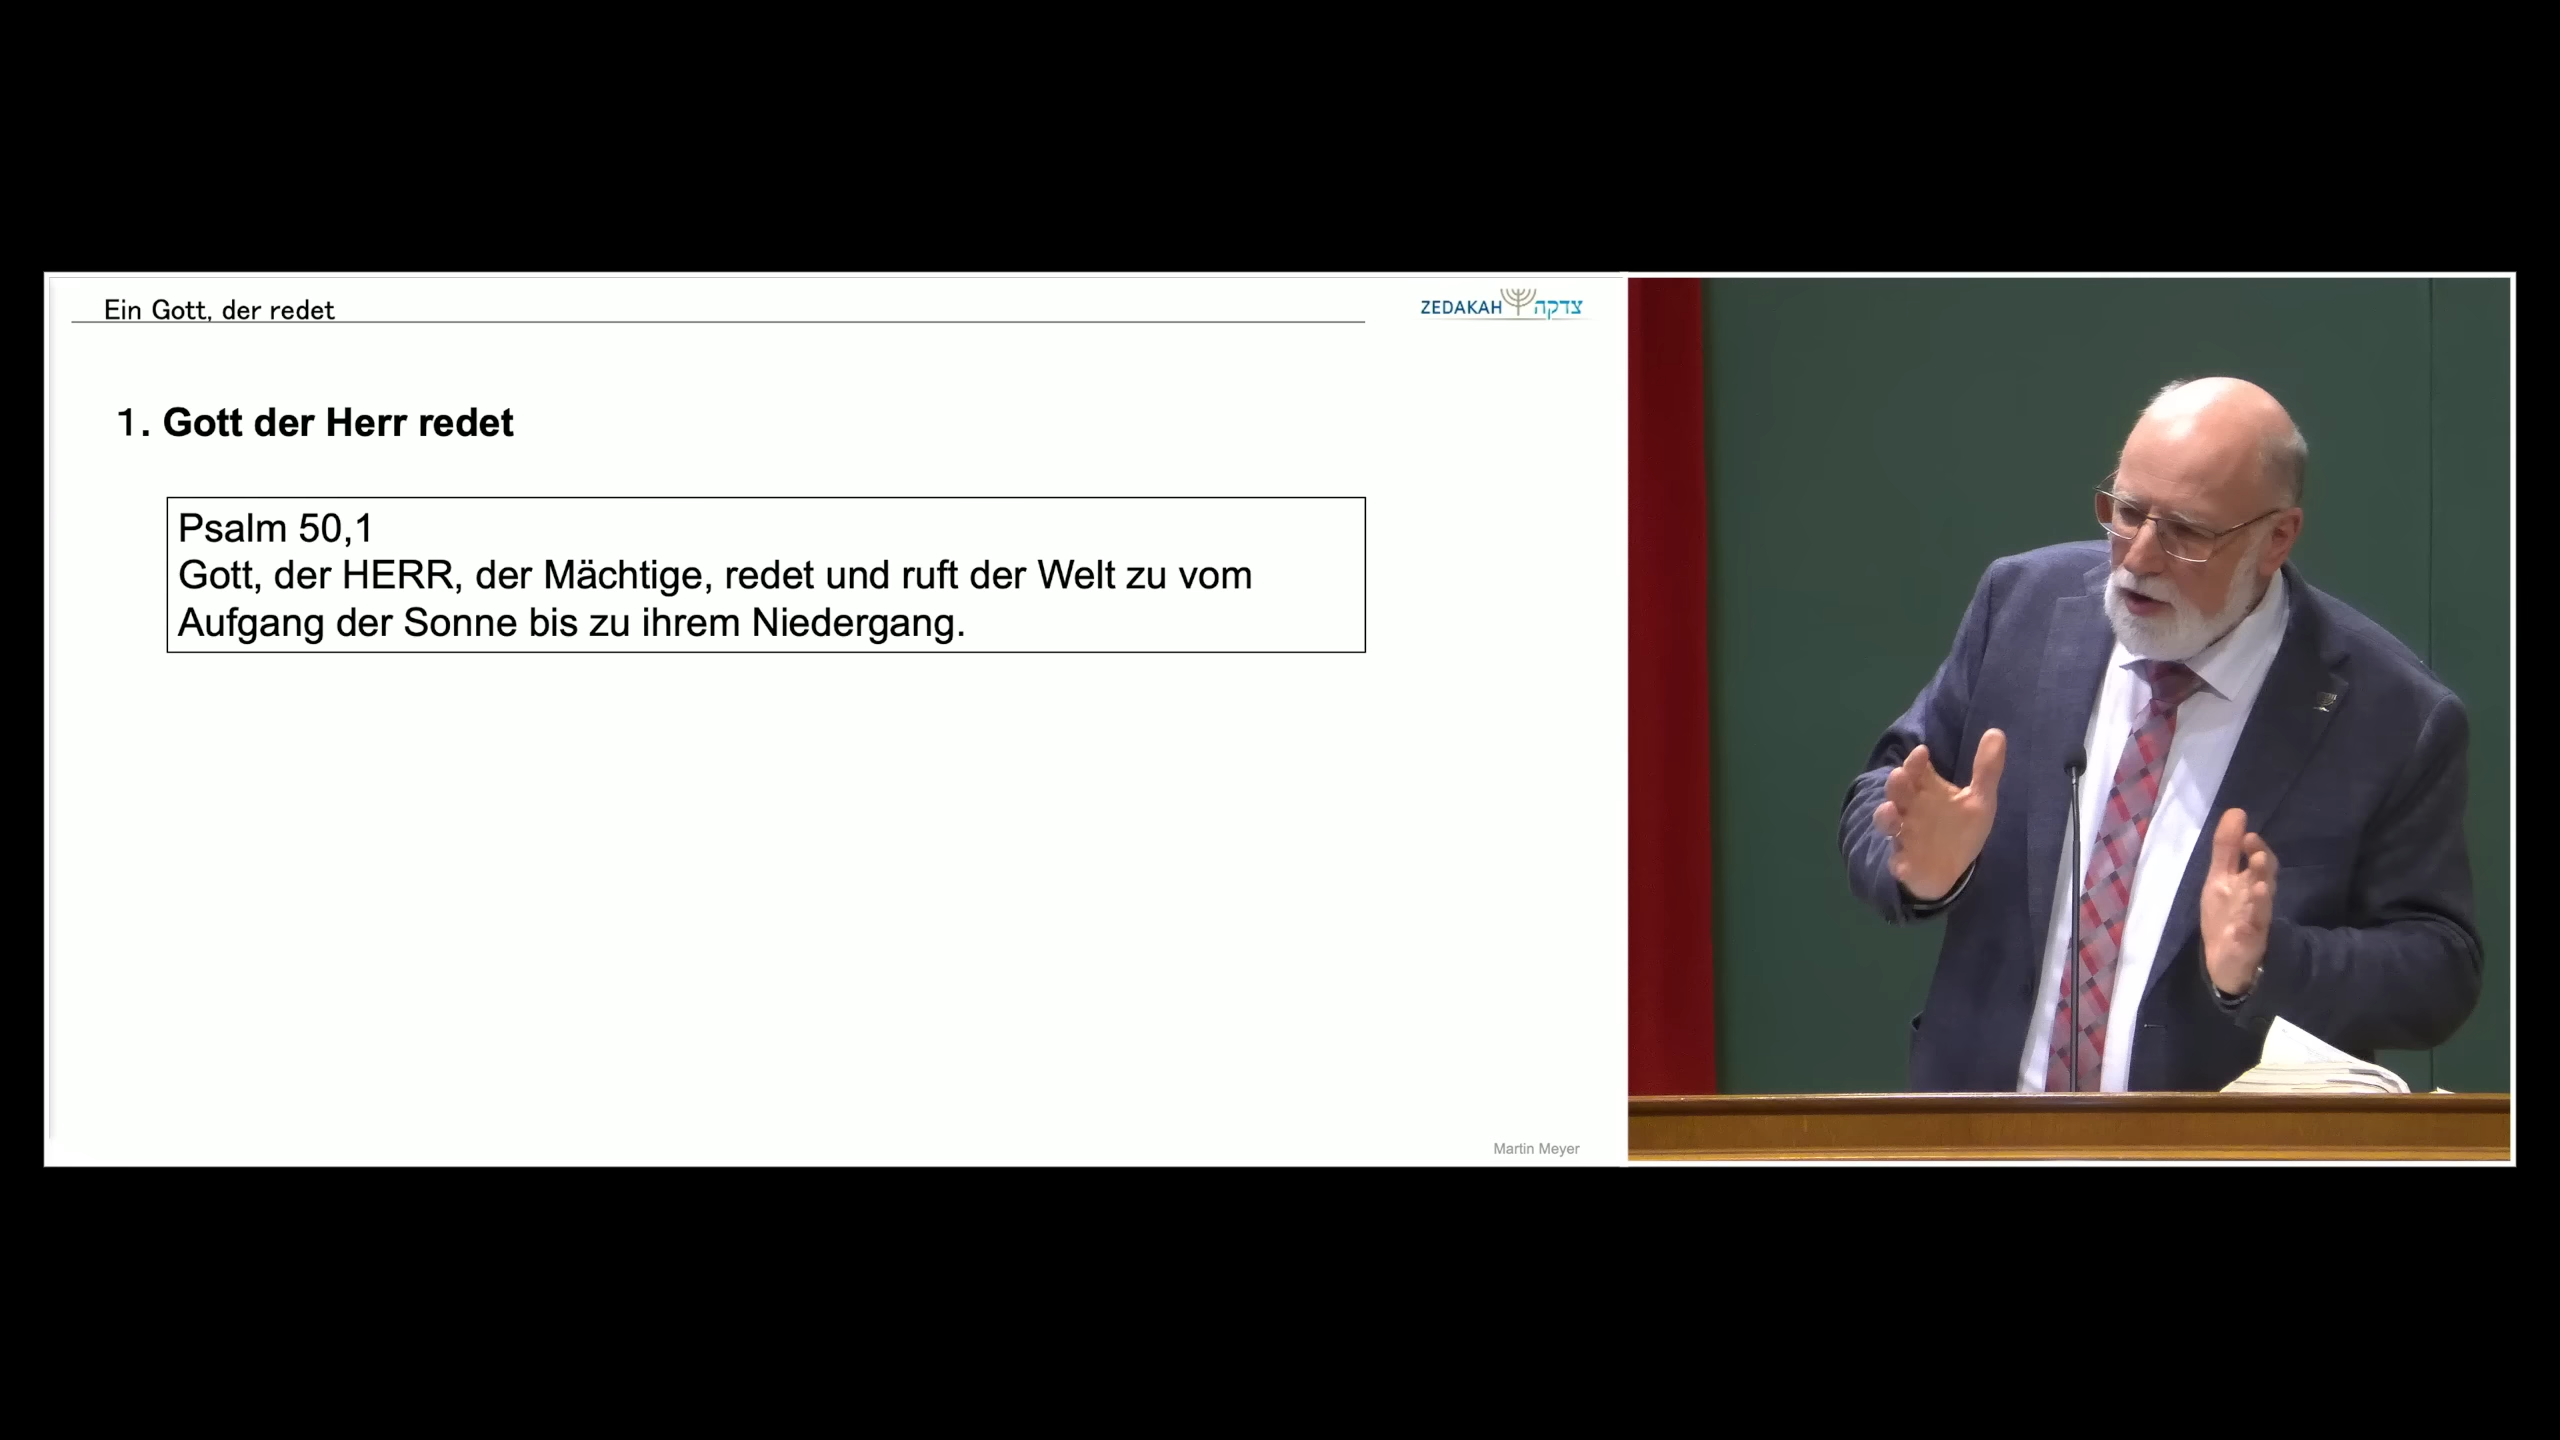 Ein Gott, der redet
ZEDAKAH צדקה
1. Gott der Herr redet
Psalm 50,1
Gott, der HERR, der Mächtige, redet und ruft der Welt zu vom
Aufgang der Sonne bis zu ihrem Niedergang.
Martin Meyer